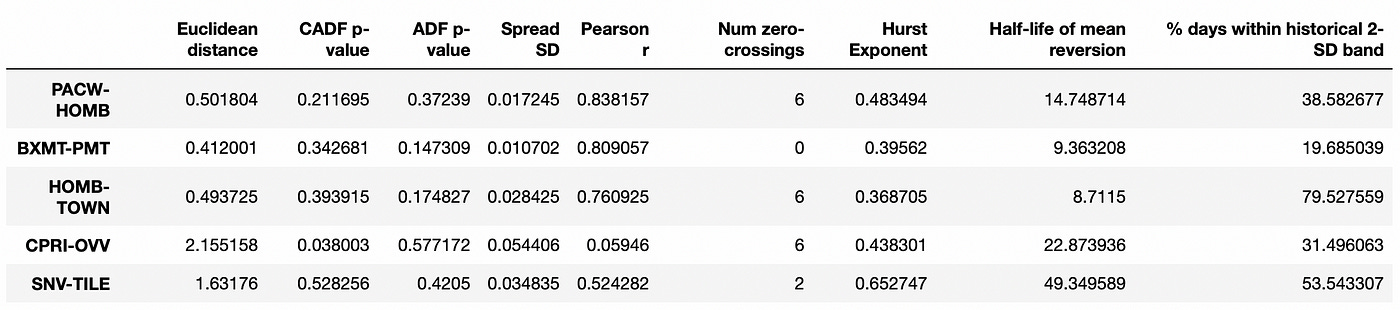 Euclidean CADF p- ADF p- Spread Pearson Num zero- Hurst Half-life of mean % days within historical 2-
distance value value SD r crossings Exponent reversion SD band
PACW-
HOMB 0.501804 0.211695 0.37239 0.017245 0.838157 6 0.483494 14.748714 38.582677
BXMT-PMT 0.412001 0.342681 0.147309 0.010702 0.809057 0 0.39562 9.363208 19.685039
HOMB-
TOWN 0.493725 0.393915 0.174827 0.028425 0.760925 6 0.368705 8.7115 79.527559
CPRI-OVV 2.155158 0.038003 0.577172 0.054406 0.05946 6 0.438301 22.873936 31.496063
SNV-TILE 1.63176 0.528256 0.4205 0.034835 0.524282 2 0.652747 49.349589 53.543307